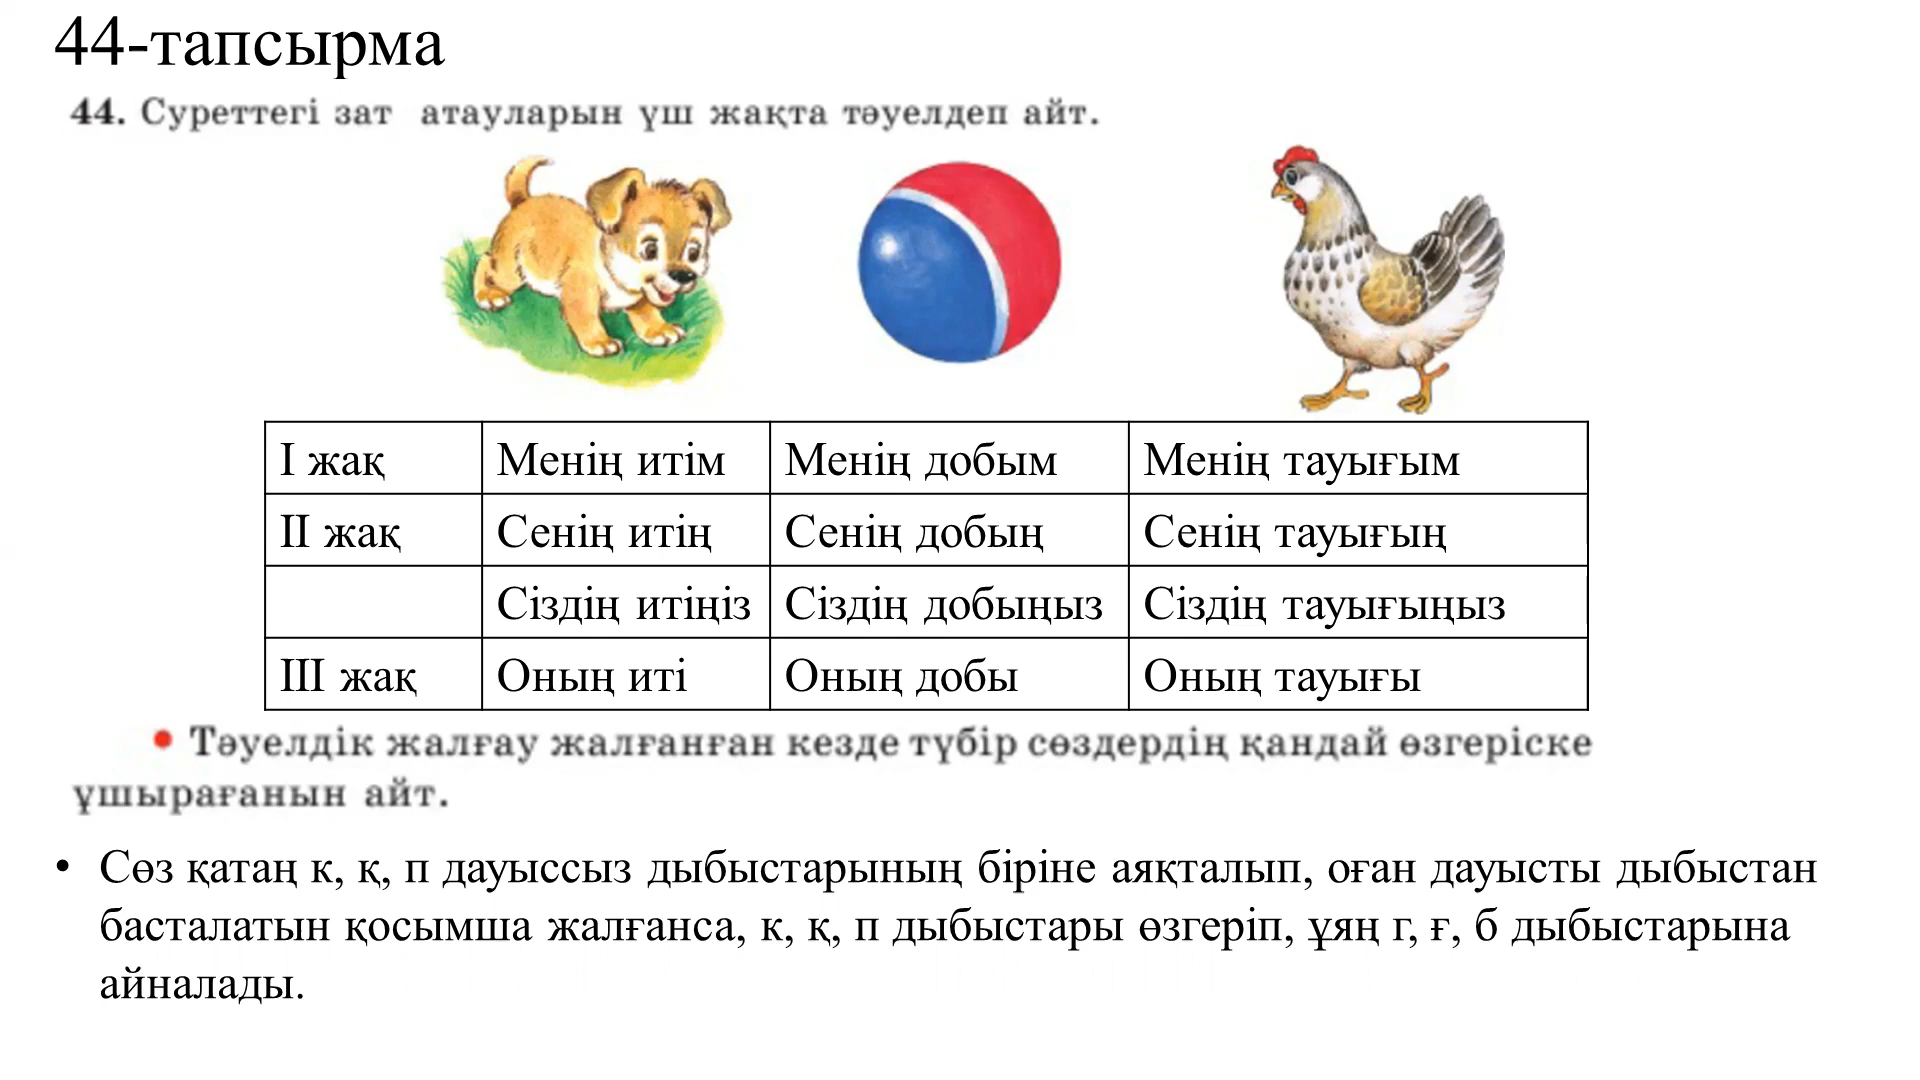 44-тапсырма
44. Суреттегі зат атауларын үш жақта тәуелдеп айт.
І жақ Менің итім Менің добым Менің тауығым
ІІ жақ Сенің итің Сенің добың Сенің тауығың
Сіздің итіңіз Сіздің добыңыз Сіздің тауығыңыз
ІІІ жақ Оның иті Оның добы Оның тауығы
• Тәуелдік жалғау жалғанған кезде түбір сөздердің қандай өзгеріске
ұшырағанын айт.
• Сөз қатаң к, қ, п дауыссыз дыбыстарының біріне аяқталып, оған дауысты дыбыстан
басталатын қосымша жалғанса, к, қ, п дыбыстары өзгеріп, ұяң г, ғ, б дыбыстарына
айналады.